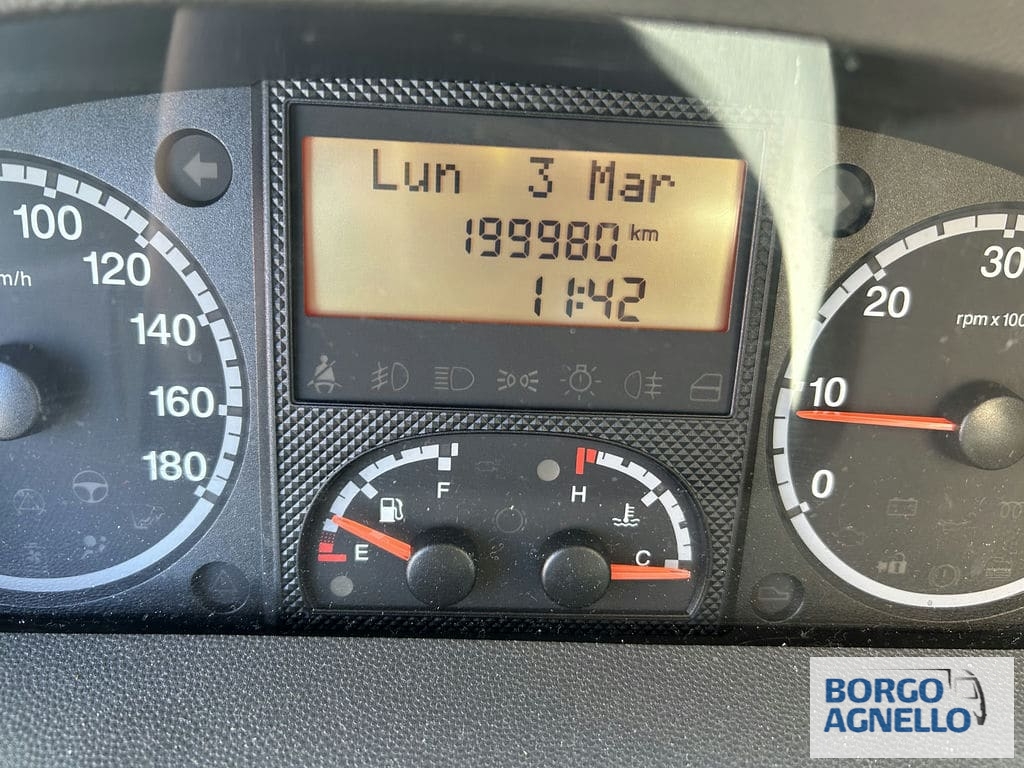 Lun 3 Mar
199980 km
11:42
100
120
140
160
180
m/h
30
20
10
0
rpm x 100
F
E
H
C
BORGO
AGNELLO